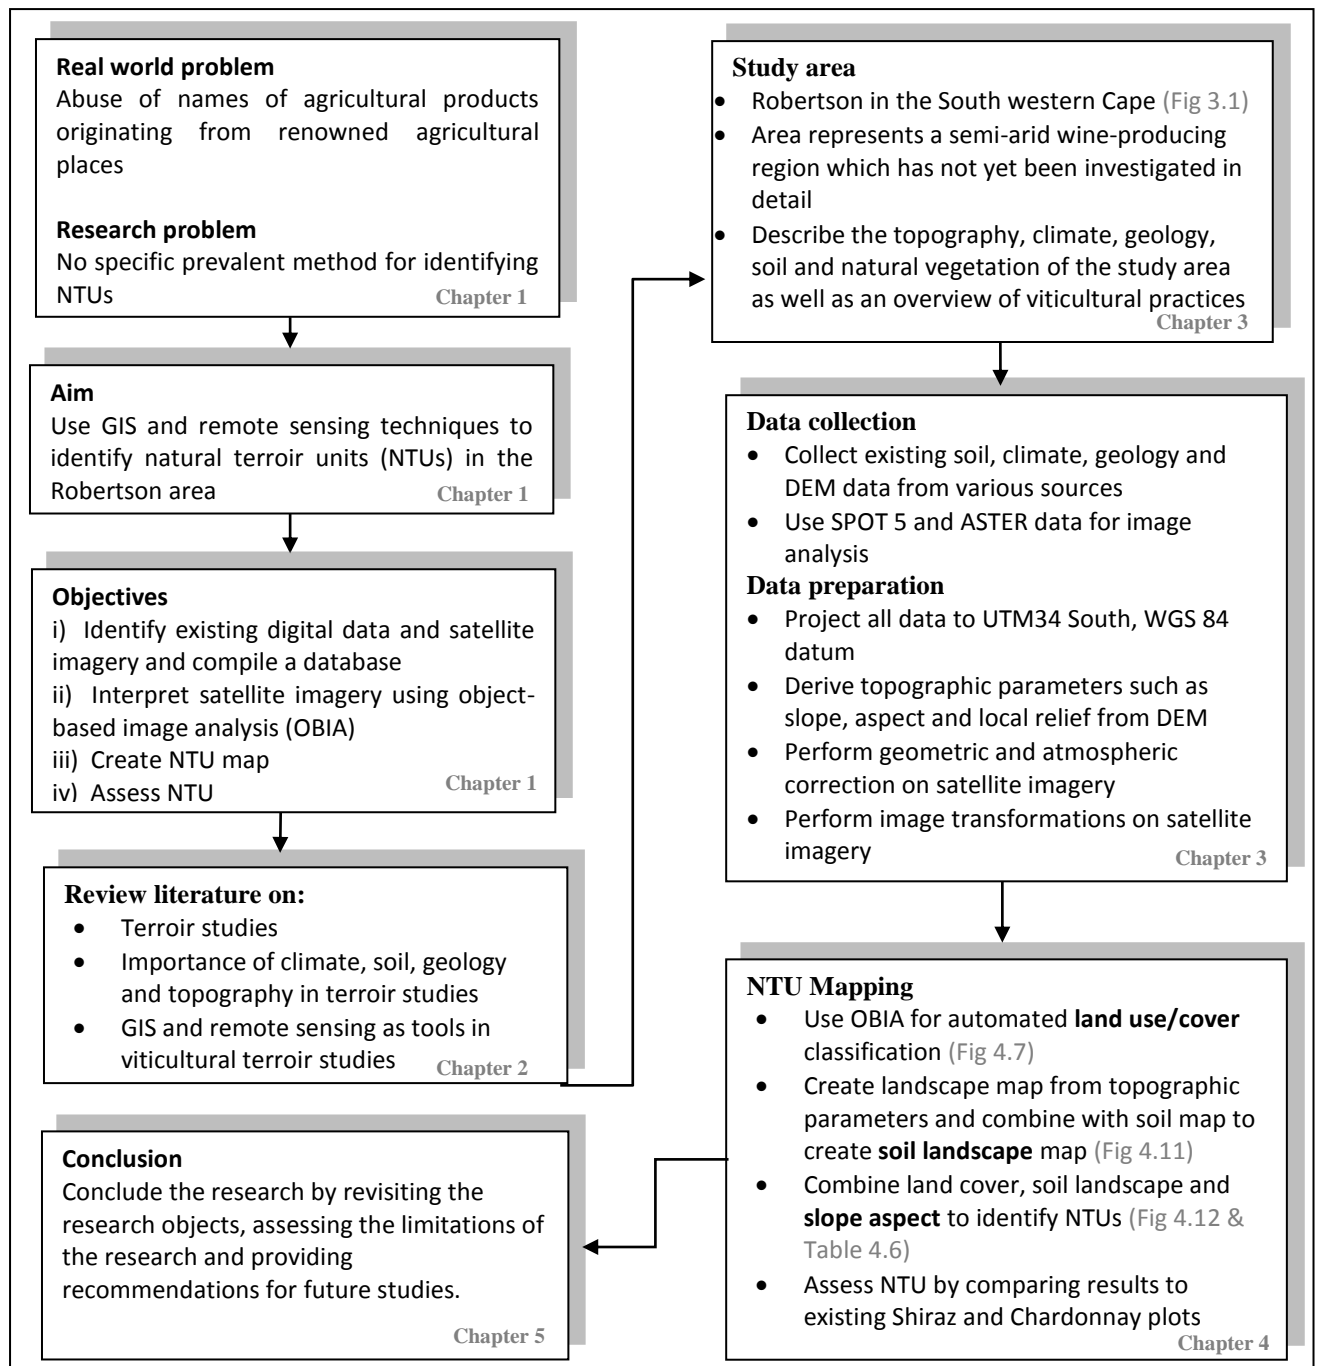 Real world problem
Abuse of names of agricultural products
originating from renowned agricultural
places
Research problem
No specific prevalent method for identifying
NTUs
Chapter 1
Aim
Use GIS and remote sensing techniques to
identify natural terroir units (NTUs) in the
Robertson area
Chapter 1
Objectives
i) Identify existing digital data and satellite
imagery and compile a database
ii) Interpret satellite imagery using object-
based image analysis (OBIA)
iii) Create NTU map
iv) Assess NTU
Chapter 1
Review literature on:
• Terroir studies
• Importance of climate, soil, geology
and topography in terroir studies
• GIS and remote sensing as tools in
viticultural terroir studies
Chapter 2
Study area
• Robertson in the South western Cape (Fig 3.1)
• Area represents a semi-arid wine-producing
region which has not yet been investigated in
detail
• Describe the topography, climate, geology,
soil and natural vegetation of the study area
as well as an overview of viticultural practices
Chapter 3
Data collection
• Collect existing soil, climate, geology and
DEM data from various sources
• Use SPOT 5 and ASTER data for image
analysis
Data preparation
• Project all data to UTM34 South, WGS 84
datum
• Derive topographic parameters such as
slope, aspect and local relief from DEM
• Perform geometric and atmospheric
correction on satellite imagery
• Perform image transformations on satellite
imagery
Chapter 3
NTU Mapping
• Use OBIA for automated land use/cover
classification (Fig 4.7)
• Create landscape map from topographic
parameters and combine with soil map to
create soil landscape map (Fig 4.11)
• Combine land cover, soil landscape and
slope aspect to identify NTUs (Fig 4.12 &
Table 4.6)
• Assess NTU by comparing results to
existing Shiraz and Chardonnay plots
Chapter 4
Conclusion
Conclude the research by revisiting the
research objects, assessing the limitations of
the research and providing
recommendations for future studies.
Chapter 5